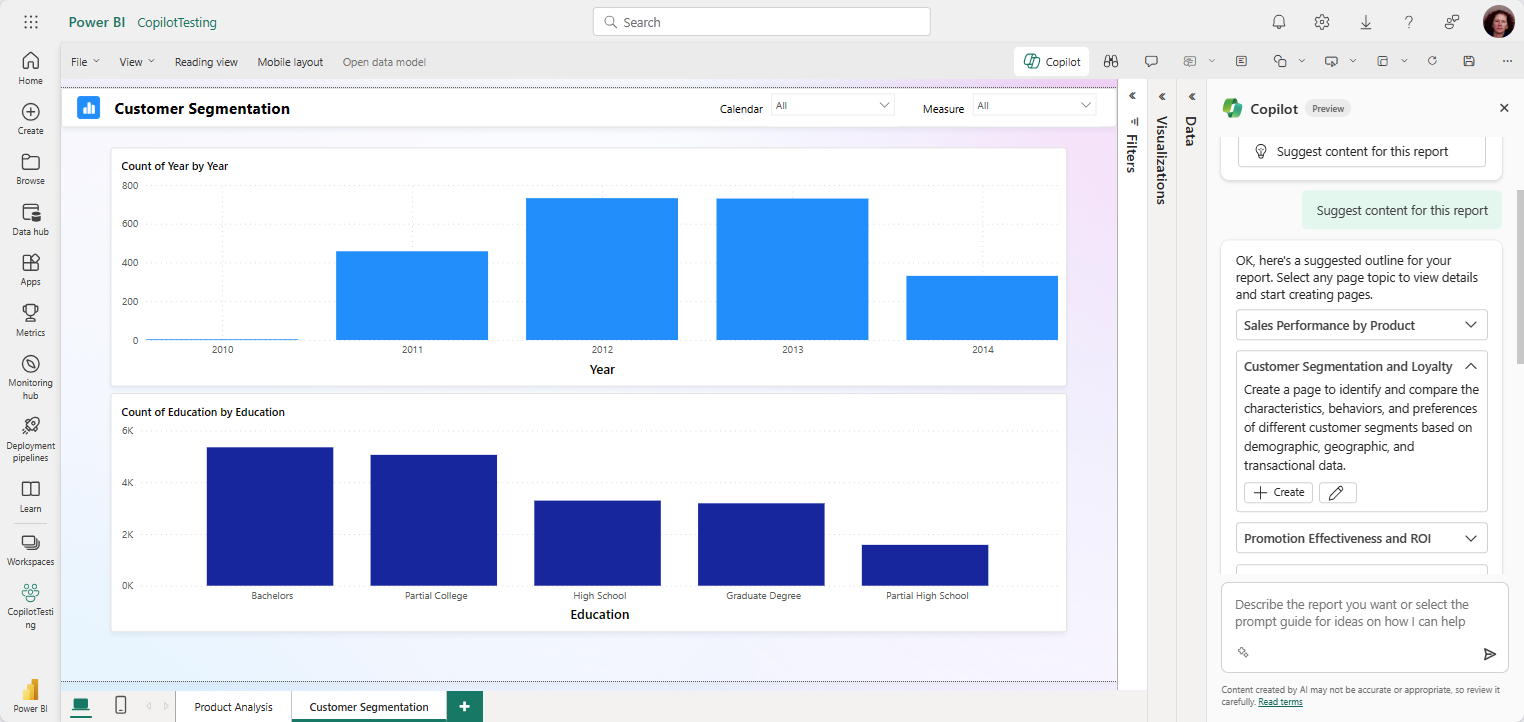 Power BI CopilotTesting
Search
Home
Create
Browse
Data hub
Apps
Metrics
Monitoring
hub
Deployment
pipelines
Learn
Workspaces
CopilotTesti
ng
Power BI
File View Reading view Mobile layout Open data model
Copilot
Customer Segmentation
Calendar All
Measure All
Count of Year by Year
800
600
400
200
0
2010 2011 2012 2013 2014
Year
Count of Education by Education
6K
4K
2K
0K
Bachelors Partial College High School Graduate Degree Partial High School
Education
Product Analysis Customer Segmentation
Filters
Visualizations
Data
Copilot Preview
Suggest content for this report
Suggest content for this report
OK, here's a suggested outline for your
report. Select any page topic to view details
and start creating pages.
Sales Performance by Product
Customer Segmentation and Loyalty
Create a page to identify and compare the
characteristics, behaviors, and preferences
of different customer segments based on
demographic, geographic, and
transactional data.
Create
Promotion Effectiveness and ROI
Describe the report you want or select the
prompt guide for ideas on how I can help
Content created by AI may not be accurate or appropriate, so review it
carefully. Read terms